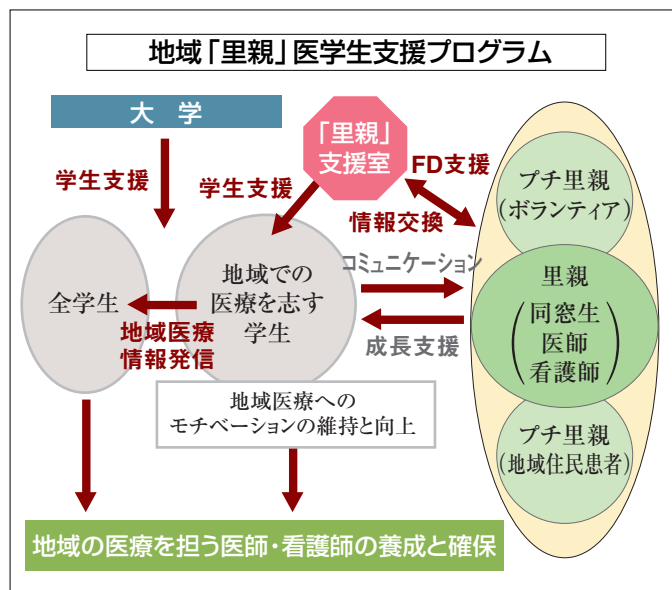 地域「里親」医学生支援プログラム
大 学
「里親」
支援室
学生支援
学生支援
FD支援
情報交換
プチ里親
(ボランティア)
全学生
地域での
医療を志す
学生
コミュニケーション
里親
(同窓生
医師
看護師)
地域医療
情報発信
成長支援
地域医療への
モチベーションの維持と向上
プチ里親
(地域住民患者)
地域の医療を担う医師・看護師の養成と確保